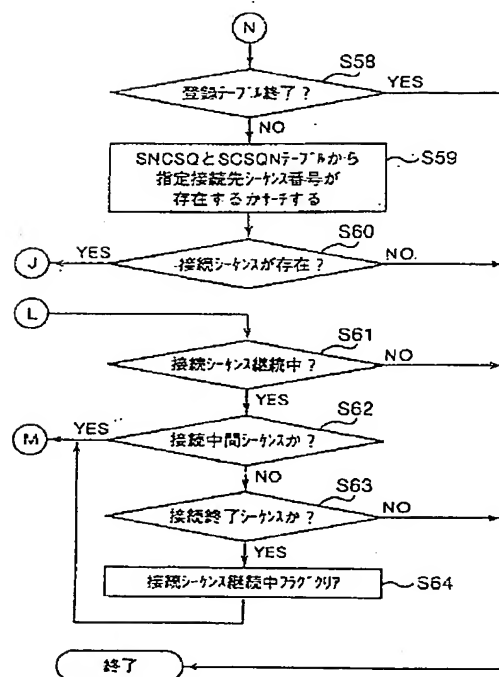 N
S58
登録ﾃｰﾌﾞﾙ終了？
YES
NO
SNCSQとSCSQNﾃｰﾌﾞﾙから
指定接続先ｼｰｹﾝｽ番号が
存在するかｻｰﾁする
S59
S60
J
YES
接続ｼｰｹﾝｽが存在？
NO.
L
S61
接続ｼｰｹﾝｽ継続中？
NO
YES
S62
M
YES
接続中間ｼｰｹﾝｽか？
NO
S63
接続終了ｼｰｹﾝｽか？
NO
YES
接続ｼｰｹﾝｽ継続中ﾌﾗｸﾞｸﾘｱ
S64
終了